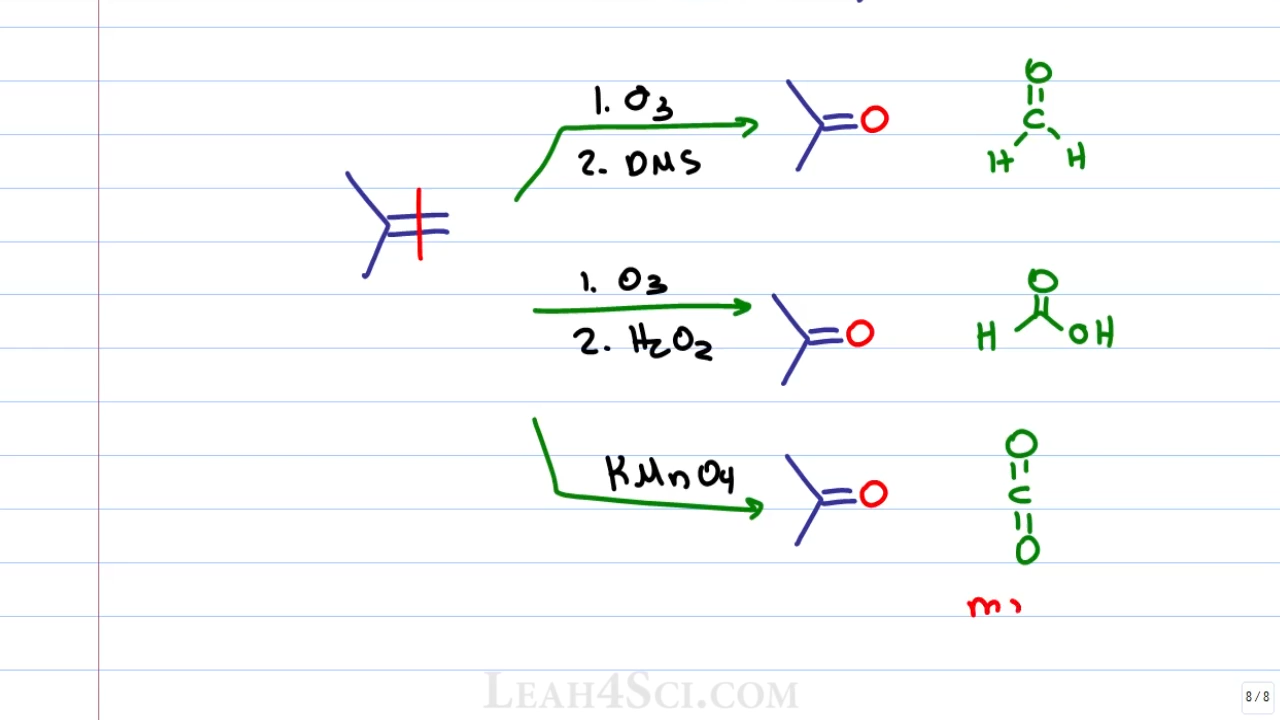 1. O3
2. DMS
O
O
C
H H
1. O3
2. H2O2
O
O
H OH
KMnO4
O
O
C
O
LEAH4SCI.COM
8/8